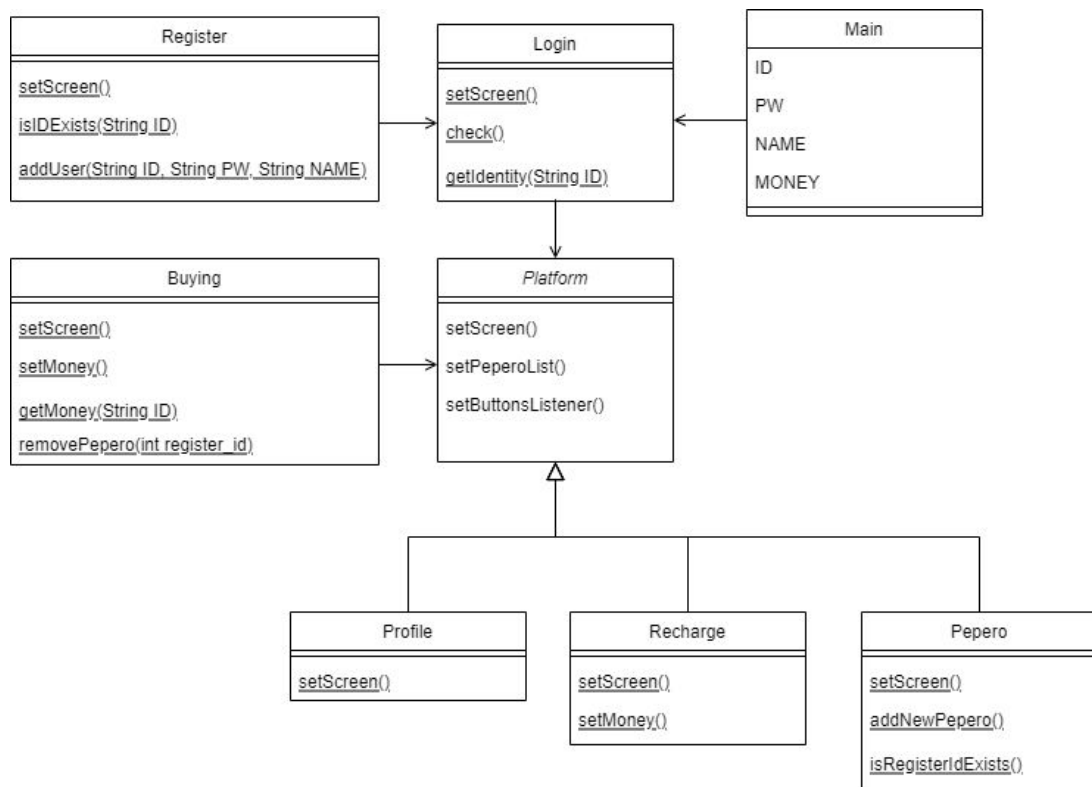 Register
setScreen()
isIDExists(String ID)
addUser(String ID, String PW, String NAME)
Login
setScreen()
check()
getIdentity(String ID)
Main
ID
PW
NAME
MONEY
Buying
setScreen()
setMoney()
getMoney(String ID)
removePepero(int register_id)
Platform
setScreen()
setPeperoList()
setButtonsListener()
Profile
setScreen()
Recharge
setScreen()
setMoney()
Pepero
setScreen()
addNewPepero()
isRegisterIdExists()